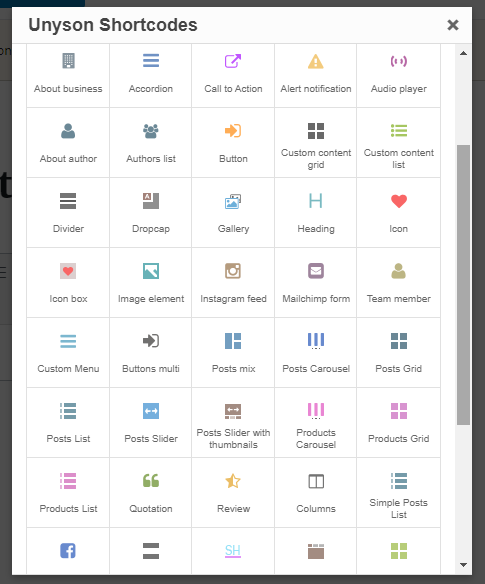 Unyson Shortcodes
About business
Accordion
Call to Action
Alert notification
Audio player
About author
Authors list
Button
Custom content
grid
Custom content
list
Divider
Dropcap
Gallery
Heading
Icon
Icon box
Image element
Instagram feed
Mailchimp form
Team member
Custom Menu
Buttons multi
Posts mix
Posts Carousel
Posts Grid
Posts List
Posts Slider
Posts Slider with
thumbnails
Products
Carousel
Products Grid
Products List
Quotation
Review
Columns
Simple Posts
List
SH